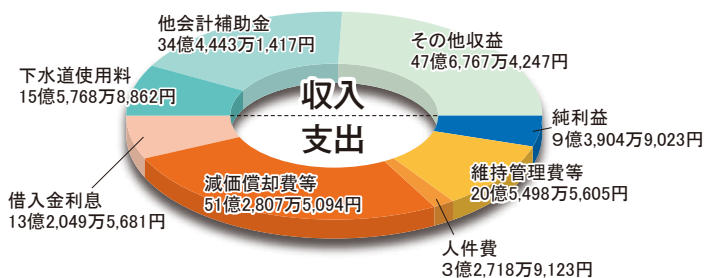 他会計補助金
34億4,443万1,417円
その他収益
47億6,767万4,247円
下水道使用料
15億5,768万8,862円
収入
支出
純利益
９億3,904万9,023円
維持管理費等
20億5,498万5,605円
減価償却費等
51億2,807万5,094円
借入金利息
13億2,049万5,681円
人件費
３億2,718万9,123円